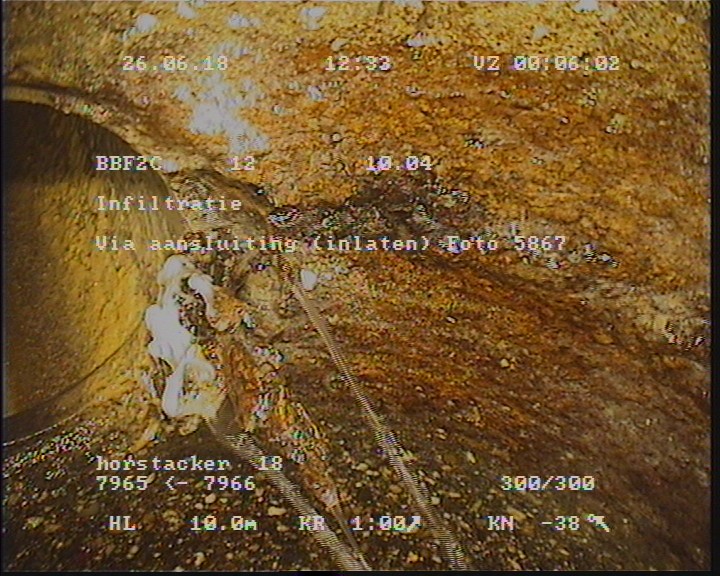 26.06.18 12:33 VZ 00:06:02
BBF2C 12 10.04
Infiltratie
Via aansluiting (inlaten) Foto 5867
horstacker 18
7965 <- 7966 300/300
HL 10.0m KR 1:00↗ KN -38